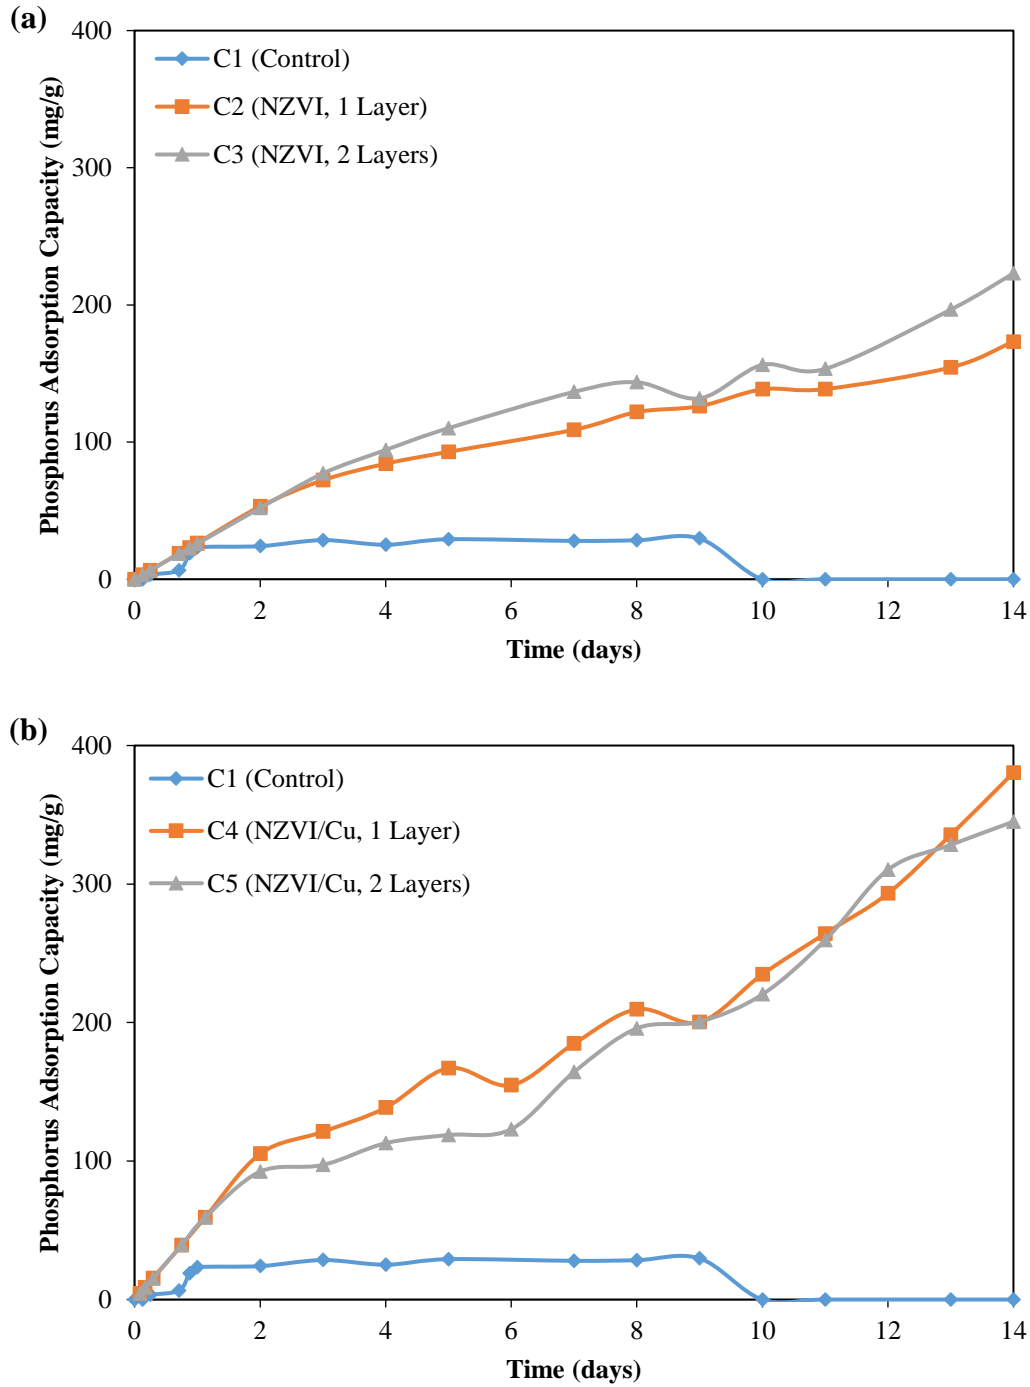 (a)
Phosphorus Adsorption Capacity (mg/g)
400
300
200
100
0
C1 (Control)
C2 (NZVI, 1 Layer)
C3 (NZVI, 2 Layers)
0 2 4 6 8 10 12 14
Time (days)
(b)
Phosphorus Adsorption Capacity (mg/g)
400
300
200
100
0
C1 (Control)
C4 (NZVI/Cu, 1 Layer)
C5 (NZVI/Cu, 2 Layers)
0 2 4 6 8 10 12 14
Time (days)